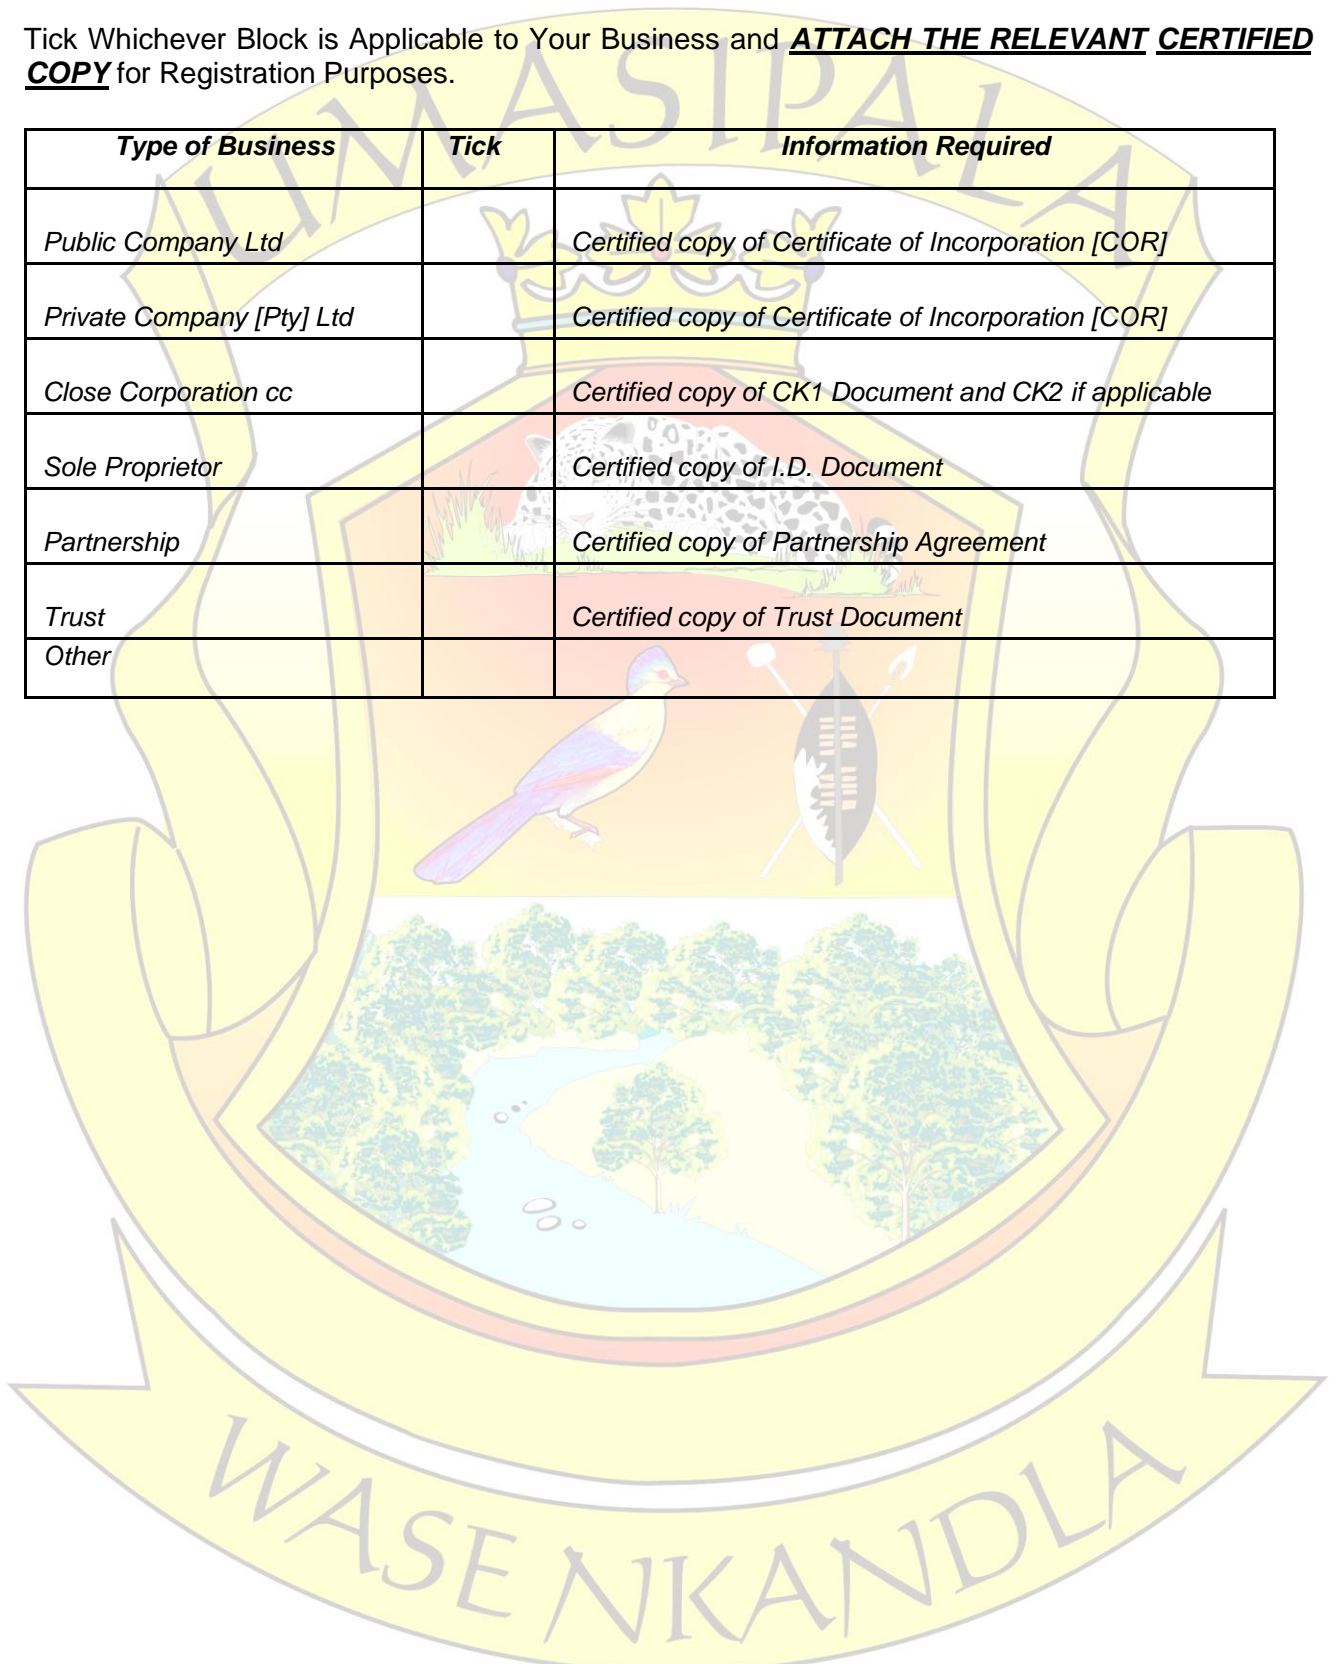 Tick Whichever Block is Applicable to Your Business and ATTACH THE RELEVANT CERTIFIED
COPY for Registration Purposes.
Type of Business Tick Information Required
Public Company Ltd Certified copy of Certificate of Incorporation [COR]
Private Company [Pty] Ltd Certified copy of Certificate of Incorporation [COR]
Close Corporation cc Certified copy of CK1 Document and CK2 if applicable
Sole Proprietor Certified copy of I.D. Document
Partnership Certified copy of Partnership Agreement
Trust Certified copy of Trust Document
Other
UMASIPALA
WASE NKANDLA